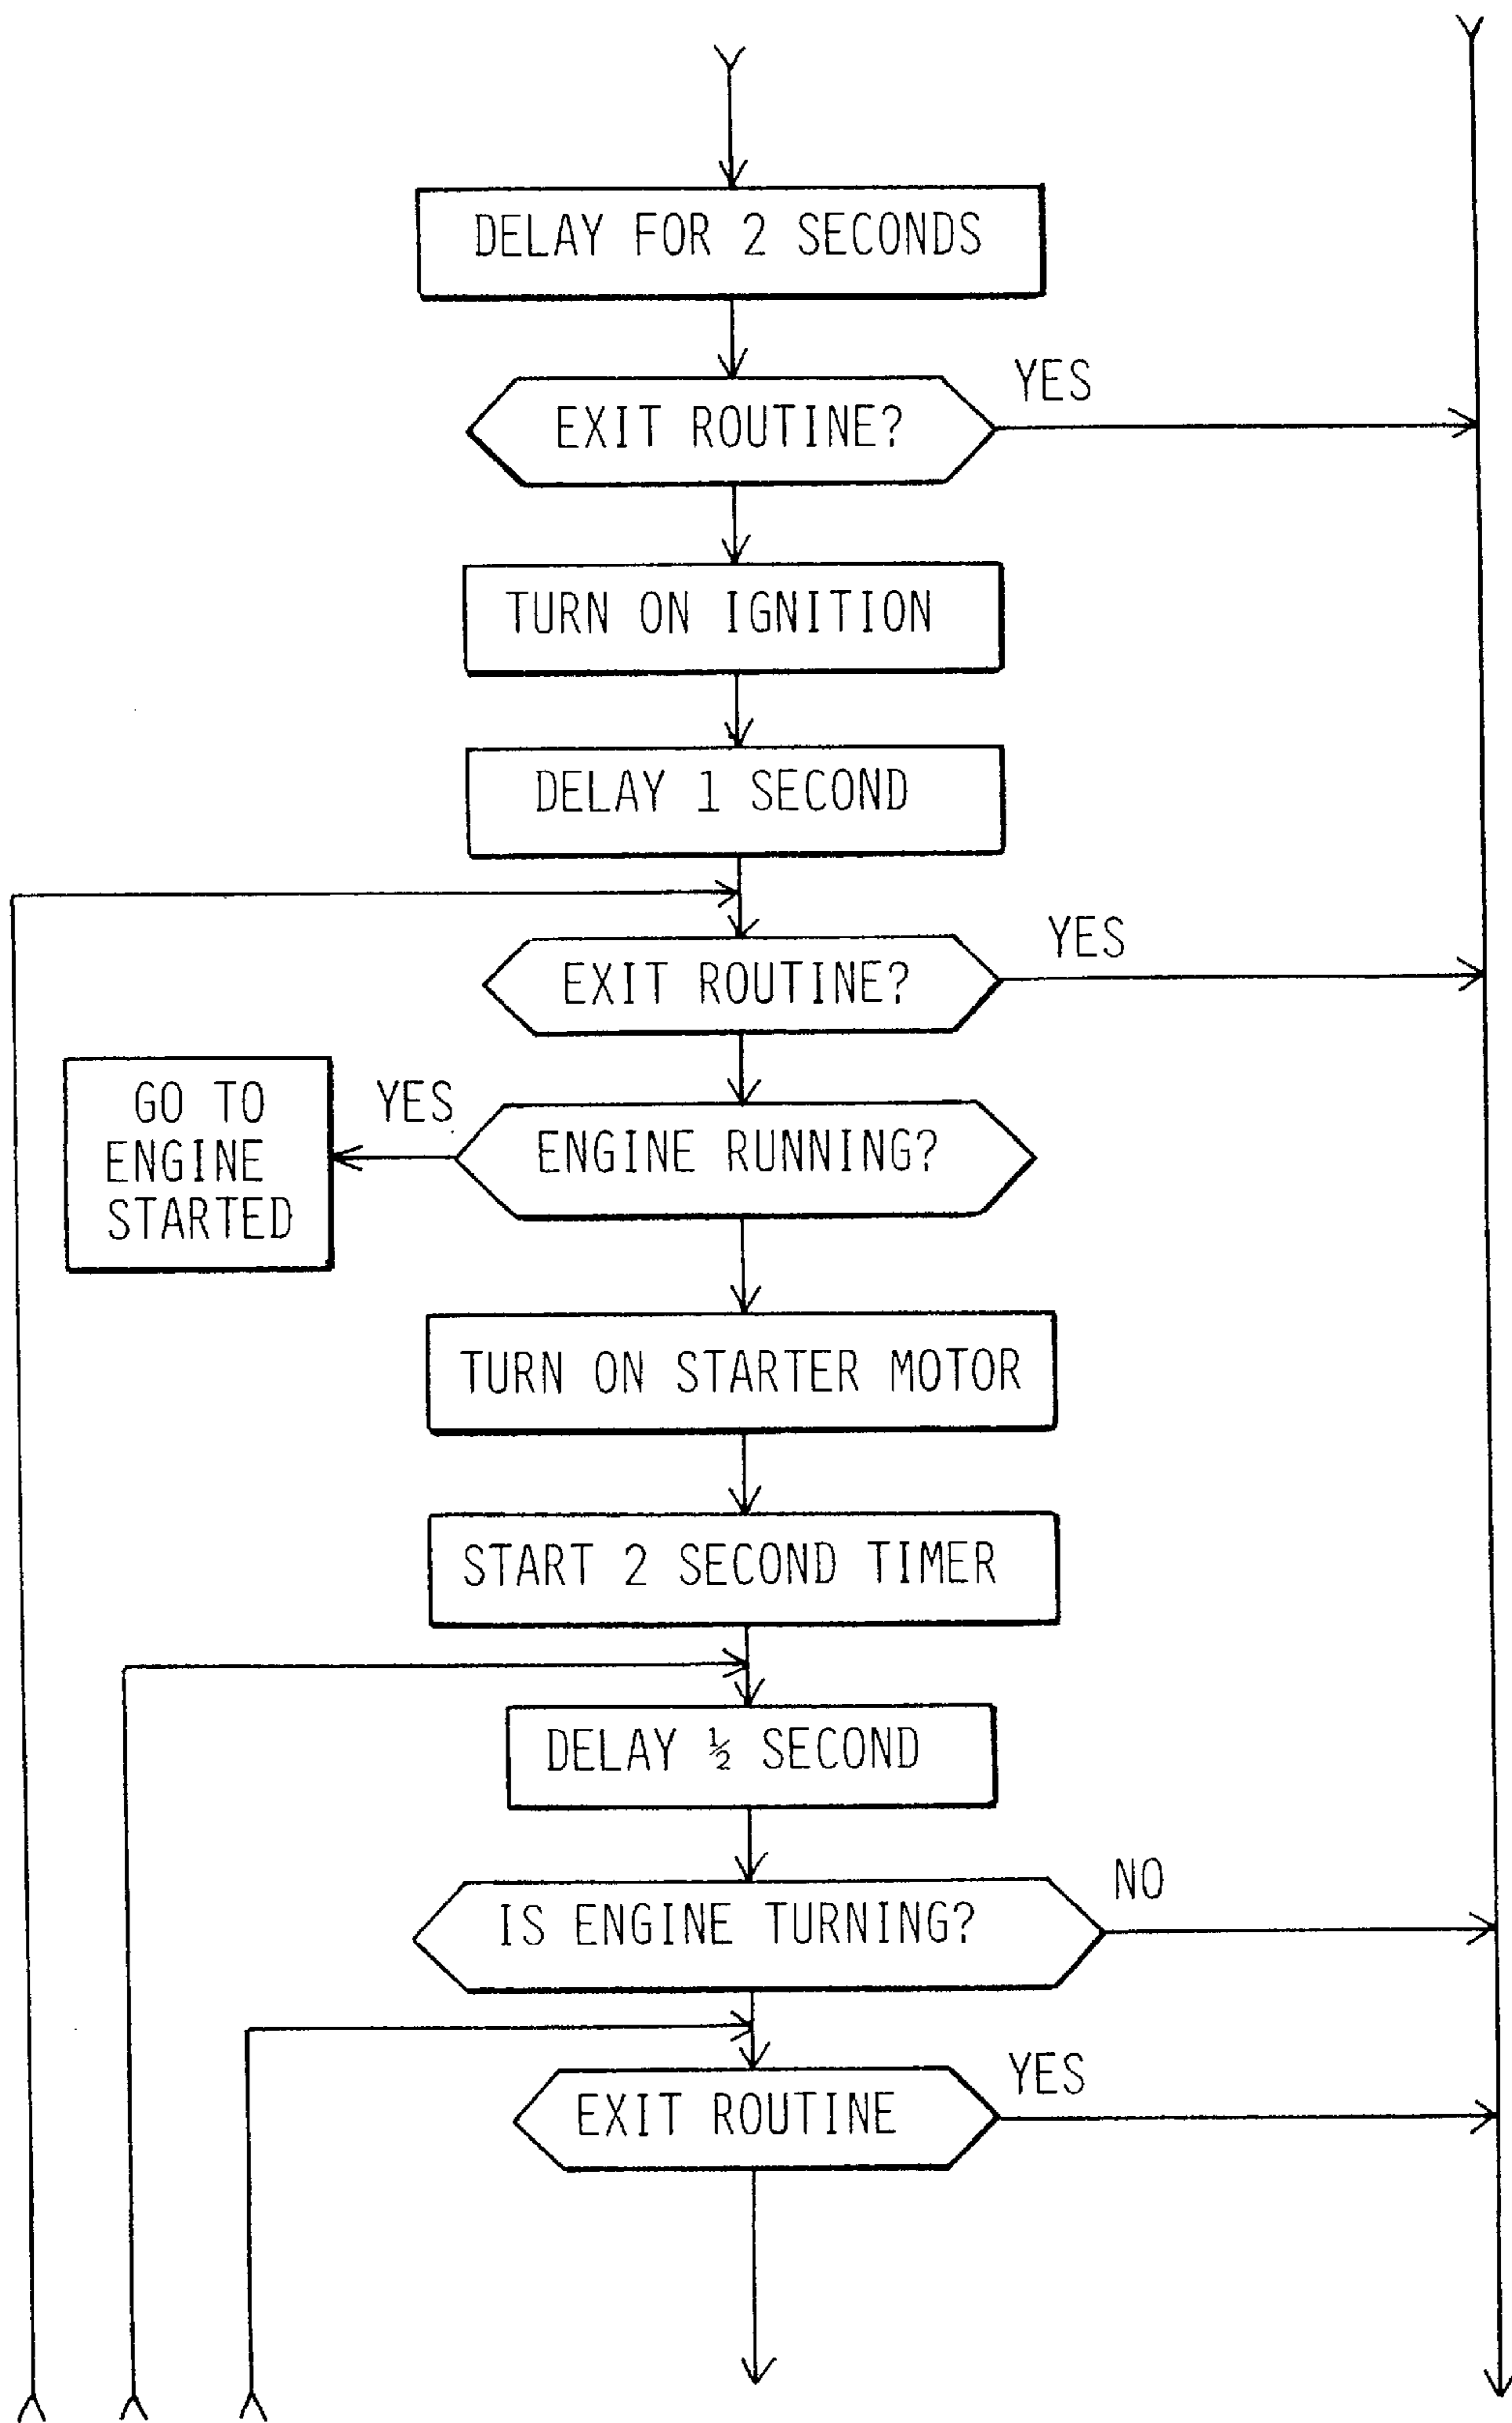 DELAY FOR 2 SECONDS
YES
EXIT ROUTINE?
TURN ON IGNITION
DELAY 1 SECOND
YES
EXIT ROUTINE?
GO TO
ENGINE
STARTED
YES
ENGINE RUNNING?
TURN ON STARTER MOTOR
START 2 SECOND TIMER
DELAY ½ SECOND
NO
IS ENGINE TURNING?
YES
EXIT ROUTINE